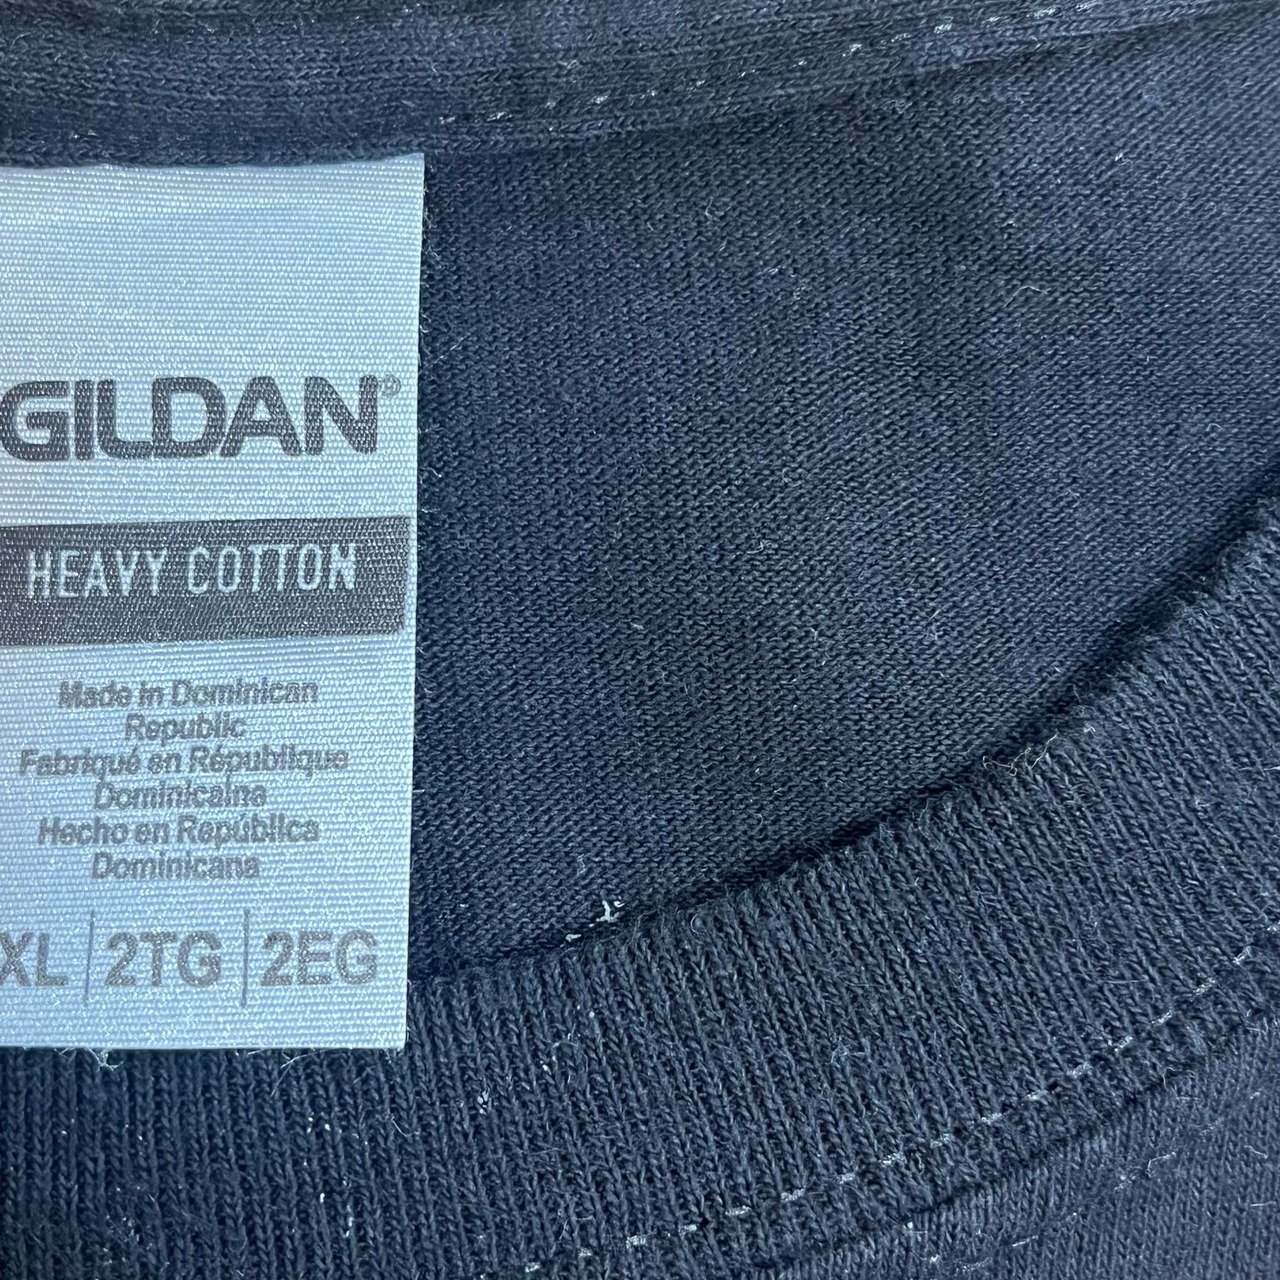 GILDAN®
HEAVY COTTON
Made in Dominican
Republic
Fabriqué en République
Dominicaine
Hecho en República
Dominicana
XL | 2TG | 2EG